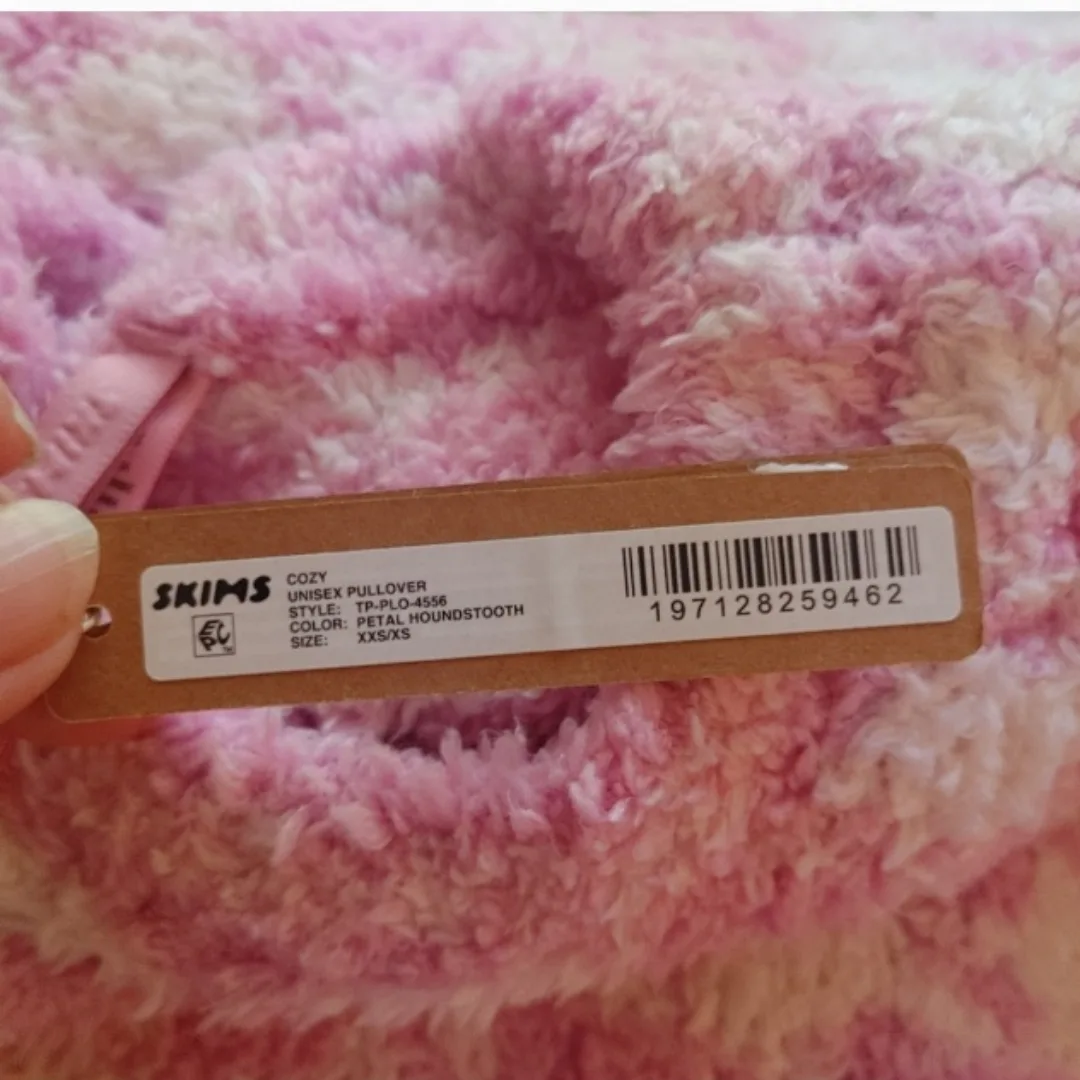 SKIMS
COZY
UNISEX PULLOVER
STYLE: TP-PLO-4556
COLOR: PETAL HOUNDSTOOTH
SIZE: XXS/XS
197128259462